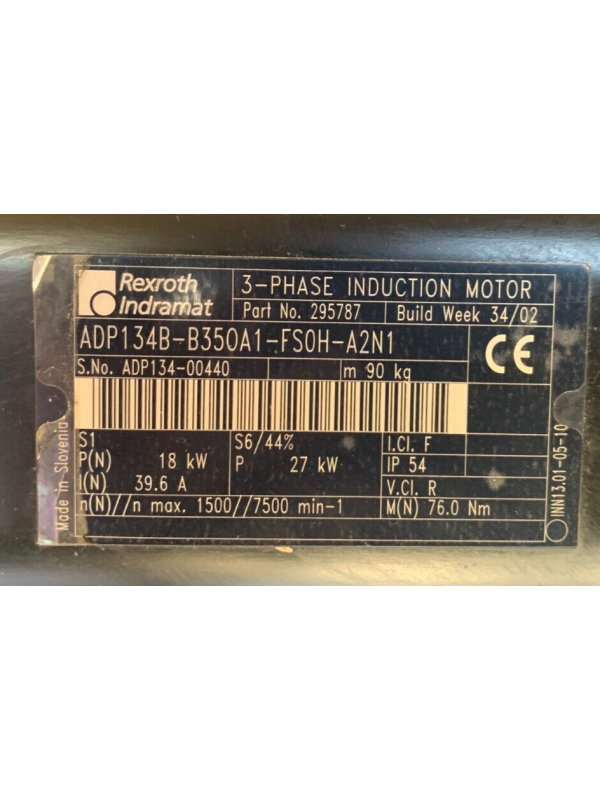 Rexroth
Indramat
3-PHASE INDUCTION MOTOR
Part No. 295787
Build Week 34/02
ADP134B-B350A1-FS0H-A2N1
S.No. ADP134-00440
m 90 kg
CE
S1
S6/44%
I.Cl. F
P(N) 18 kW
P 27 kW
IP 54
I(N) 39.6 A
V.Cl. R
n(N)//n max. 1500//7500 min-1
M(N) 76.0 Nm
Made in Slovenia
INN13.01-05-10